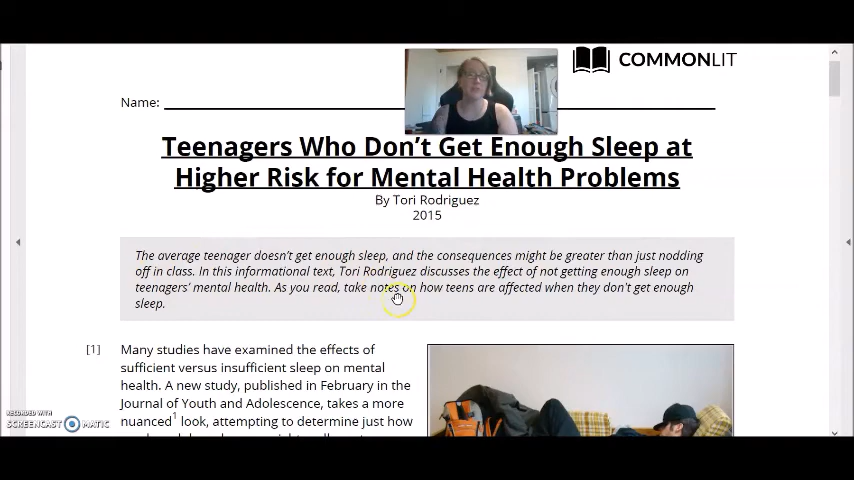 COMMONLIT
Name:
Teenagers Who Don't Get Enough Sleep at
Higher Risk for Mental Health Problems
By Tori Rodriguez
2015
The average teenager doesn't get enough sleep, and the consequences might be greater than just nodding
off in class. In this informational text, Tori Rodriguez discusses the effect of not getting enough sleep on
teenagers' mental health. As you read, take notes on how teens are affected when they don't get enough
sleep.
[1] Many studies have examined the effects of
sufficient versus insufficient sleep on mental
health. A new study, published in February in the
Journal of Youth and Adolescence, takes a more
nuanced1 look, attempting to determine just how
RECORDED WITH
SCREENCAST MATIC